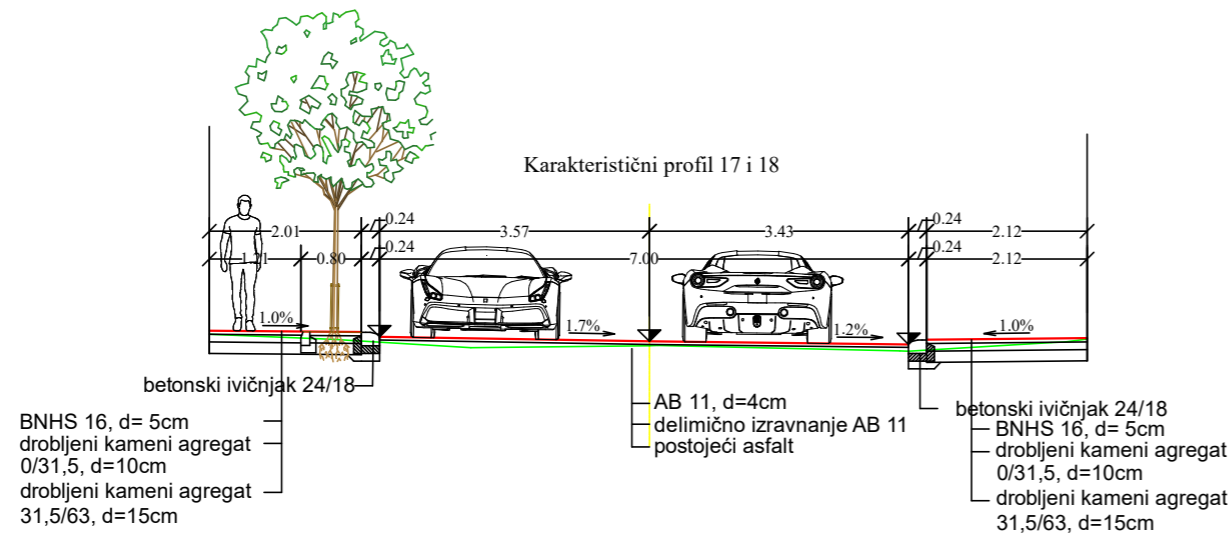 Karakteristični profil 17 i 18
0.24
0.24
2.01
3.57
3.43
2.12
0.24
0.24
1.21
0.80
7.00
2.12
1.0%
1.7%
1.2%
1.0%
betonski ivičnjak 24/18
BNHS 16, d= 5cm
drobljeni kameni agregat
0/31,5, d=10cm
drobljeni kameni agregat
31,5/63, d=15cm
AB 11, d=4cm
delimično izravnanje AB 11
postojeći asfalt
betonski ivičnjak 24/18
BNHS 16, d= 5cm
drobljeni kameni agregat
0/31,5, d=10cm
drobljeni kameni agregat
31,5/63, d=15cm